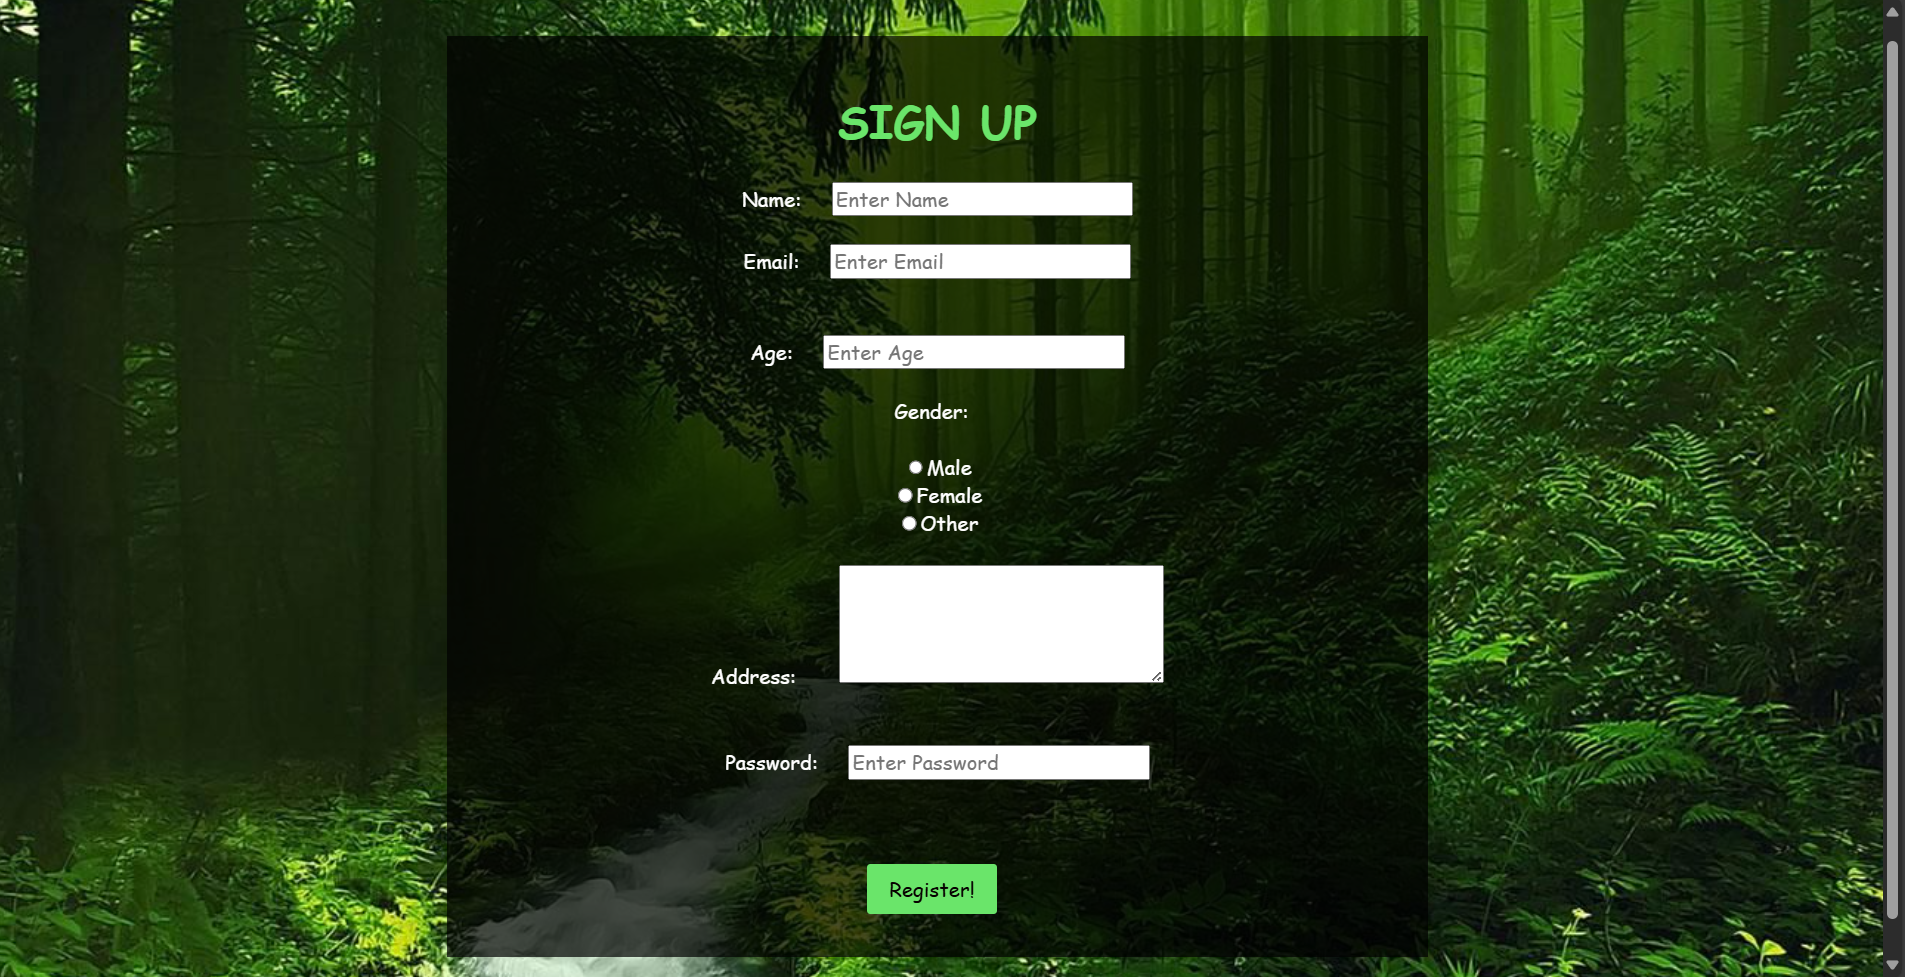 SIGN UP
Name: Enter Name
Email: Enter Email
Age: Enter Age
Gender:
Male
Female
Other
Address:
Password: Enter Password
Register!